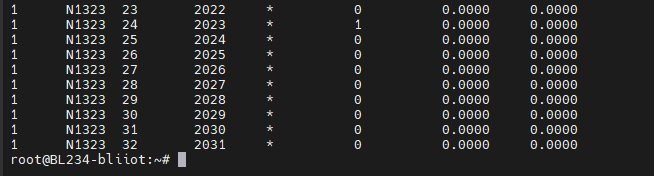 1 N1323 23 2022 * 0 0.0000 0.0000
1 N1323 24 2023 * 1 0.0000 0.0000
1 N1323 25 2024 * 0 0.0000 0.0000
1 N1323 26 2025 * 0 0.0000 0.0000
1 N1323 27 2026 * 0 0.0000 0.0000
1 N1323 28 2027 * 0 0.0000 0.0000
1 N1323 29 2028 * 0 0.0000 0.0000
1 N1323 30 2029 * 0 0.0000 0.0000
1 N1323 31 2030 * 0 0.0000 0.0000
1 N1323 32 2031 * 0 0.0000 0.0000
root@BL234-bliiot:~#